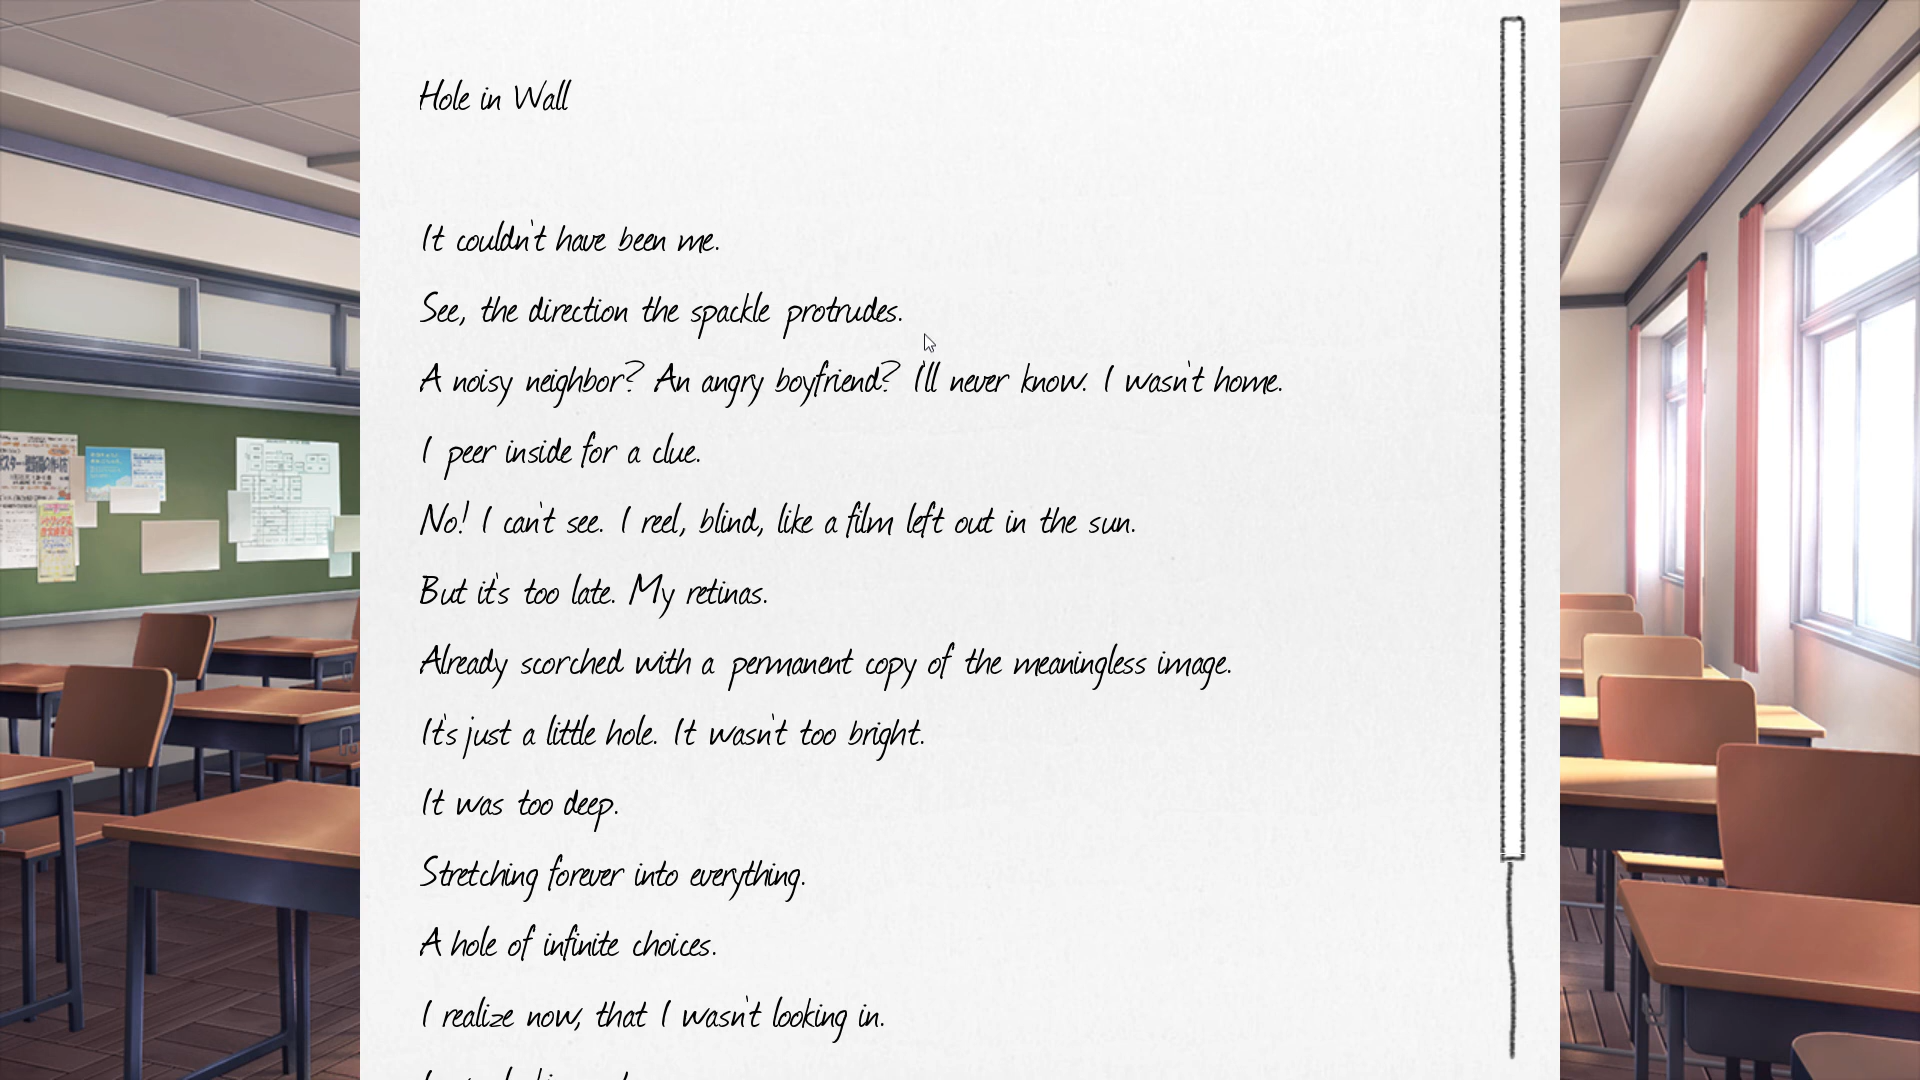 Hole in Wall
It couldn't have been me.
See, the direction the spackle protrudes.
A noisy neighbor? An angry boyfriend? I'll never know. I wasn't home.
I peer inside for a clue.
No! I can't see. I reel, blind, like a film left out in the sun.
But it's too late. My retinas.
Already scorched with a permanent copy of the meaningless image.
It's just a little hole. It wasn't too bright.
It was too deep.
Stretching forever into everything.
A hole of infinite choices.
I realize now, that I wasn't looking in.